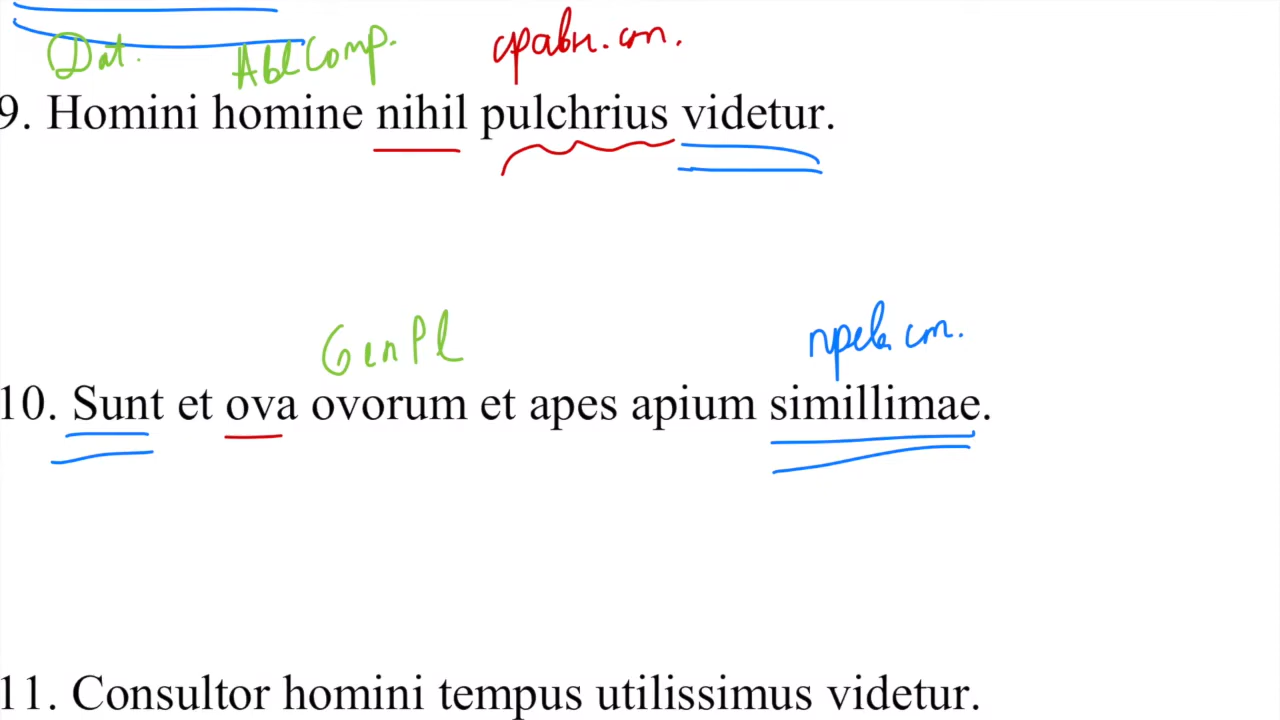 Dat. Abl Comp. сравн. ст.
9. Homini homine nihil pulchrius videtur.
Gen Pl прев. ст.
10. Sunt et ova ovorum et apes apium simillimae.
11. Consultor homini tempus utilissimus videtur.